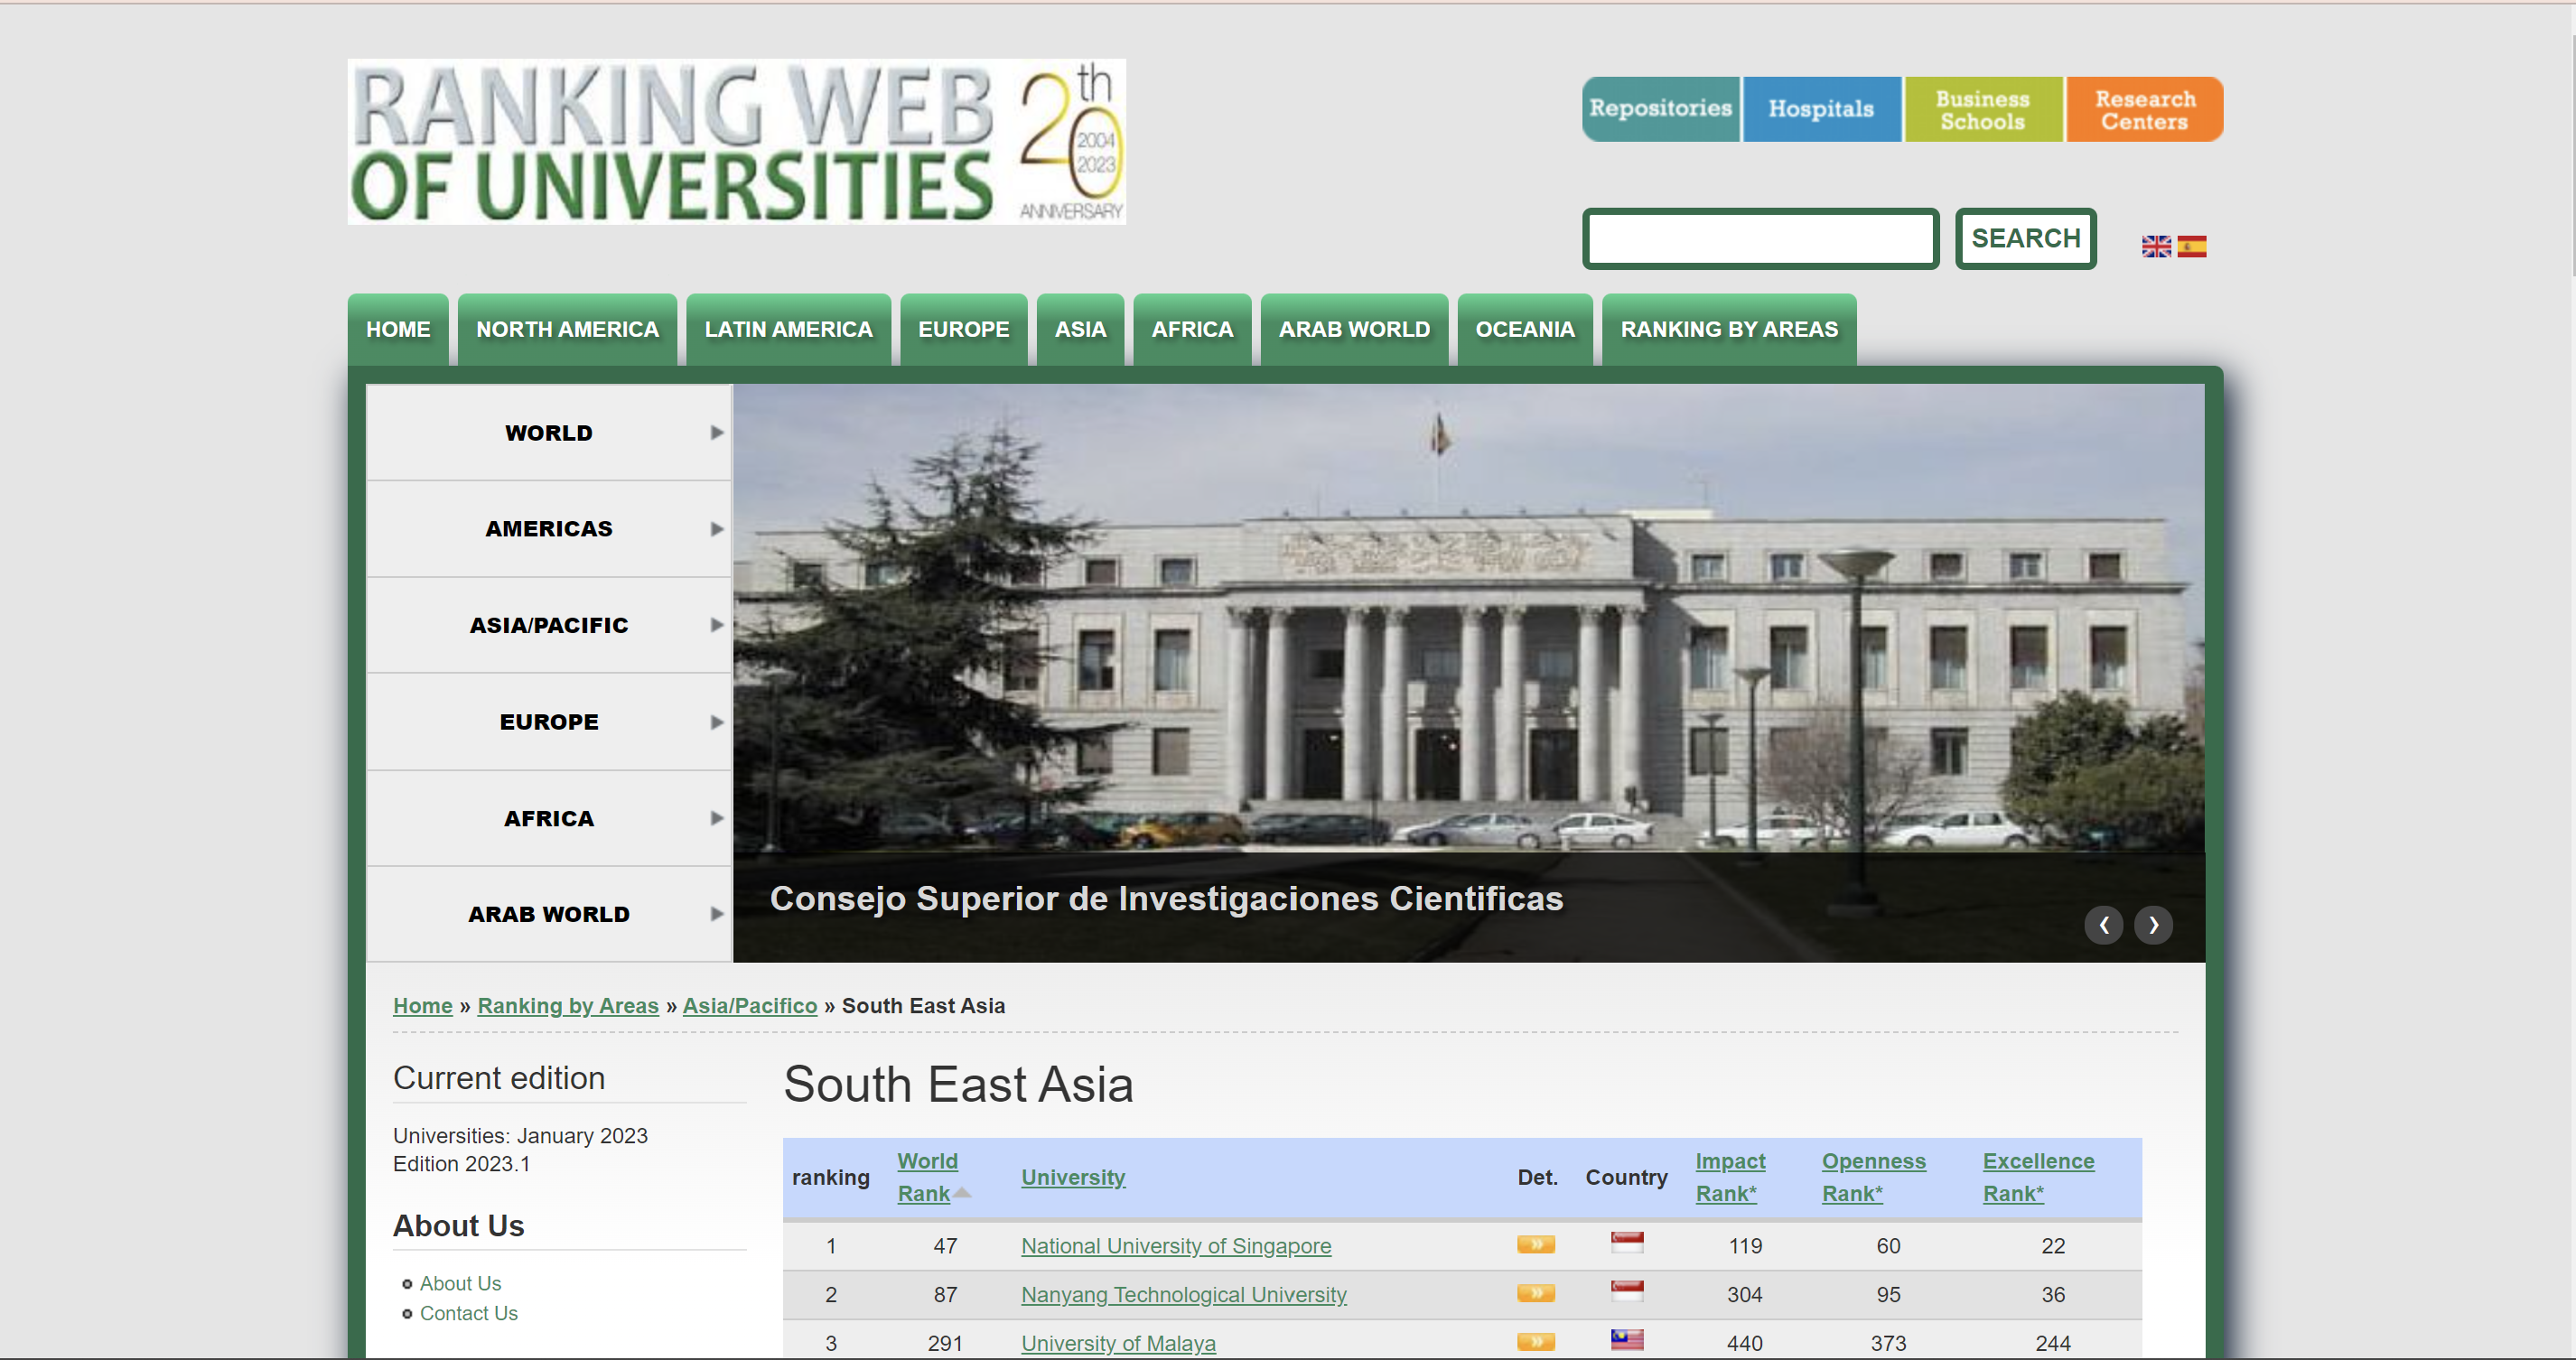 RANKING WEB
OF UNIVERSITIES
20th
2004
2023
ANNIVERSARY
Repositories
Hospitals
Business
Schools
Research
Centers
SEARCH
HOME
NORTH AMERICA
LATIN AMERICA
EUROPE
ASIA
AFRICA
ARAB WORLD
OCEANIA
RANKING BY AREAS
WORLD
AMERICAS
ASIA/PACIFIC
EUROPE
AFRICA
ARAB WORLD
Consejo Superior de Investigaciones Cientificas
Home » Ranking by Areas » Asia/Pacifico » South East Asia
Current edition
Universities: January 2023
Edition 2023.1
About Us
About Us
Contact Us
South East Asia
ranking World Rank University Det. Country Impact Rank* Openness Rank* Excellence Rank*
1 47 National University of Singapore 119 60 22
2 87 Nanyang Technological University 304 95 36
3 291 University of Malaya 440 373 244